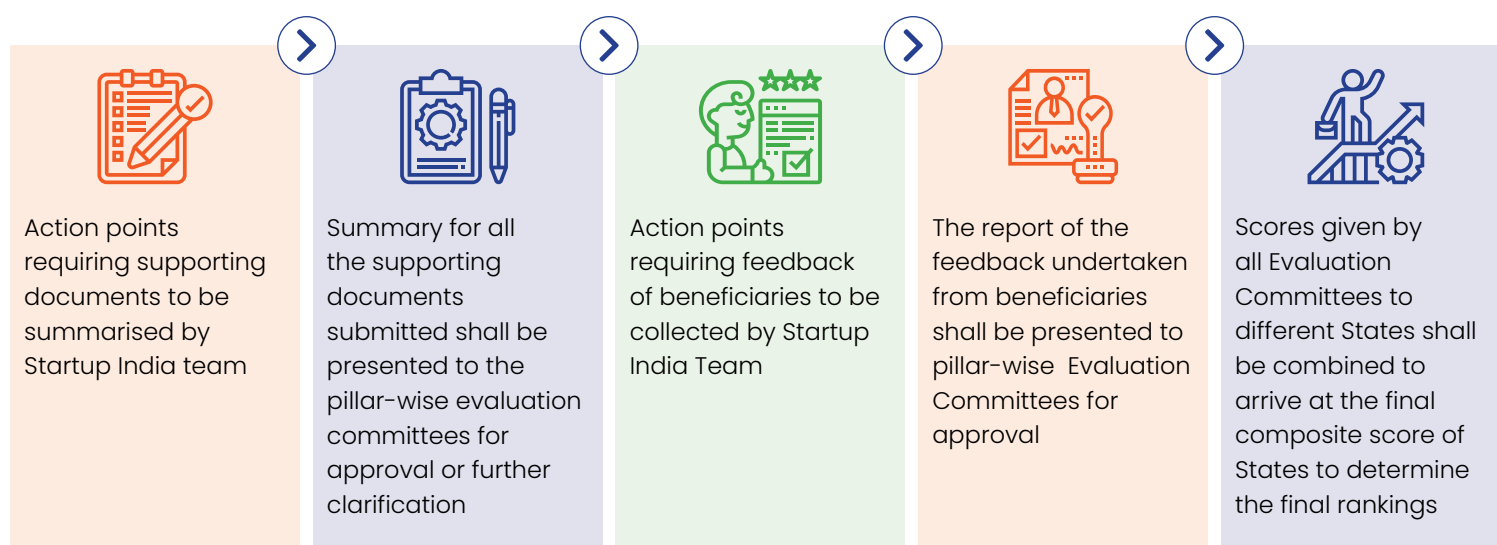 Action points
requiring supporting
documents to be
summarised by
Startup India team
Summary for all
the supporting
documents
submitted shall be
presented to the
pillar-wise evaluation
committees for
approval or further
clarification
Action points
requiring feedback
of beneficiaries to be
collected by Startup
India Team
The report of the
feedback undertaken
from beneficiaries
shall be presented to
pillar-wise  Evaluation
Committees for
approval
Scores given by
all Evaluation
Committees to
different States shall
be combined to
arrive at the final
composite score of
States to determine
the final rankings